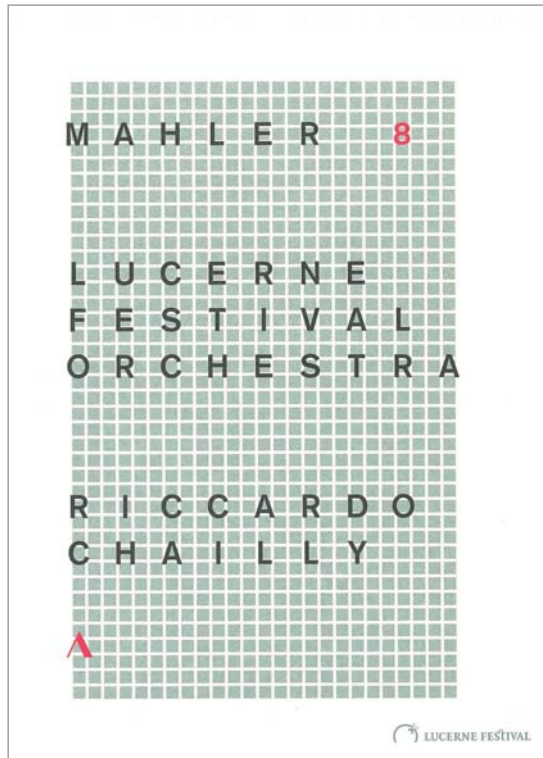 MAHLER 8
LUCERNE
FESTIVAL
ORCHESTRA
RICCARDO
CHAILLY
LUCERNE FESTIVAL